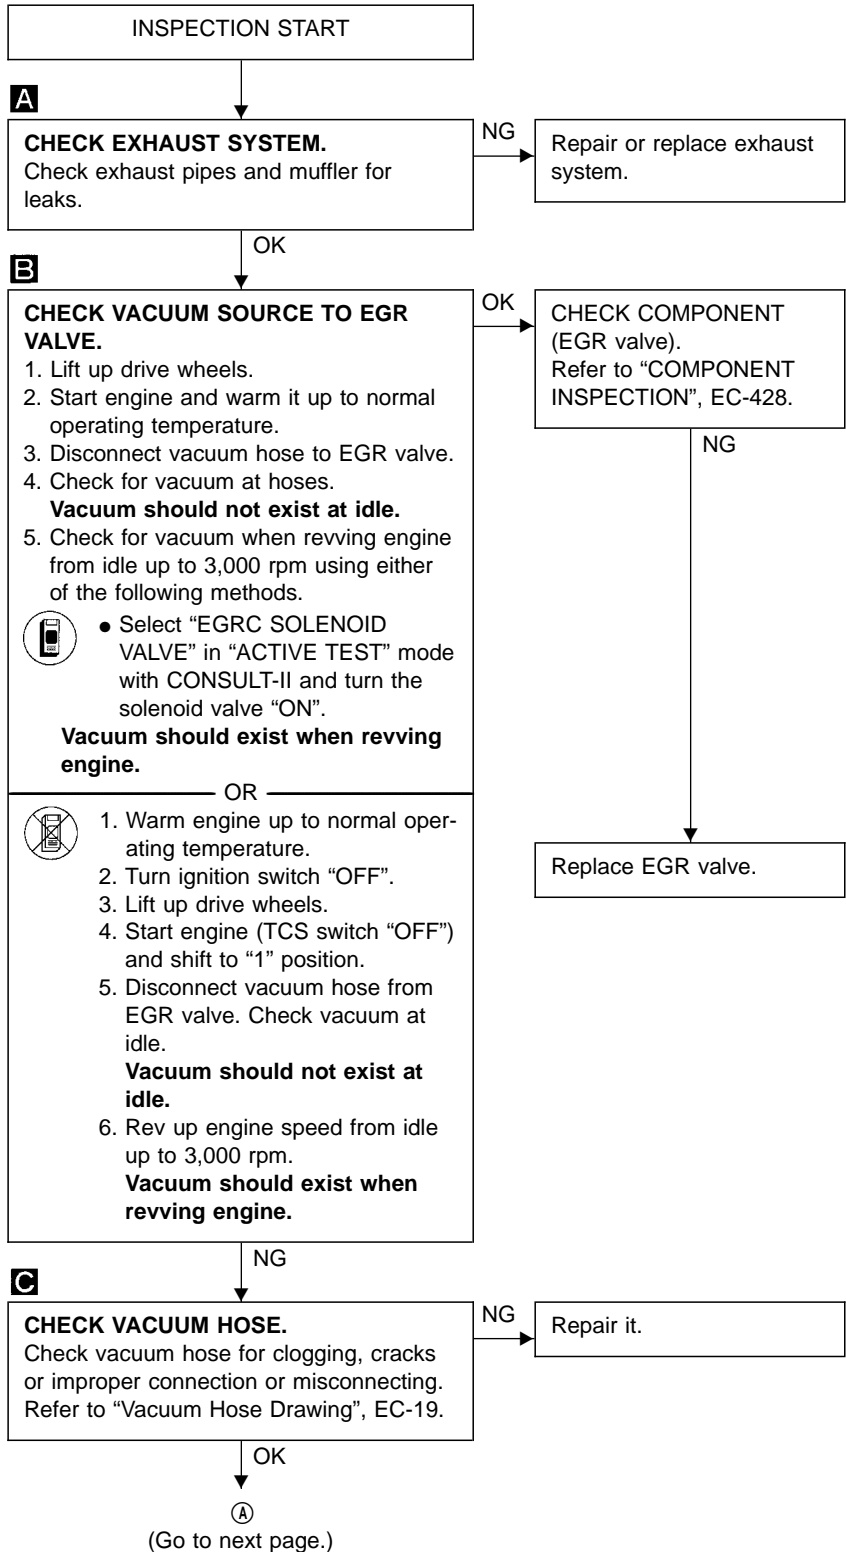 INSPECTION START
A
CHECK EXHAUST SYSTEM.
Check exhaust pipes and muffler for
leaks.
NG
Repair or replace exhaust
system.
OK
B
CHECK VACUUM SOURCE TO EGR
VALVE.
1. Lift up drive wheels.
2. Start engine and warm it up to normal
operating temperature.
3. Disconnect vacuum hose to EGR valve.
4. Check for vacuum at hoses.
Vacuum should not exist at idle.
5. Check for vacuum when revving engine
from idle up to 3,000 rpm using either
of the following methods.
● Select “EGRC SOLENOID
VALVE” in “ACTIVE TEST” mode
with CONSULT-II and turn the
solenoid valve “ON”.
Vacuum should exist when revving
engine.
OR
1. Warm engine up to normal oper-
ating temperature.
2. Turn ignition switch “OFF”.
3. Lift up drive wheels.
4. Start engine (TCS switch “OFF”)
and shift to “1” position.
5. Disconnect vacuum hose from
EGR valve. Check vacuum at
idle.
Vacuum should not exist at
idle.
6. Rev up engine speed from idle
up to 3,000 rpm.
Vacuum should exist when
revving engine.
OK
CHECK COMPONENT
(EGR valve).
Refer to “COMPONENT
INSPECTION”, EC-428.
NG
Replace EGR valve.
NG
C
CHECK VACUUM HOSE.
Check vacuum hose for clogging, cracks
or improper connection or misconnecting.
Refer to “Vacuum Hose Drawing”, EC-19.
NG
Repair it.
OK
Ⓐ
(Go to next page.)